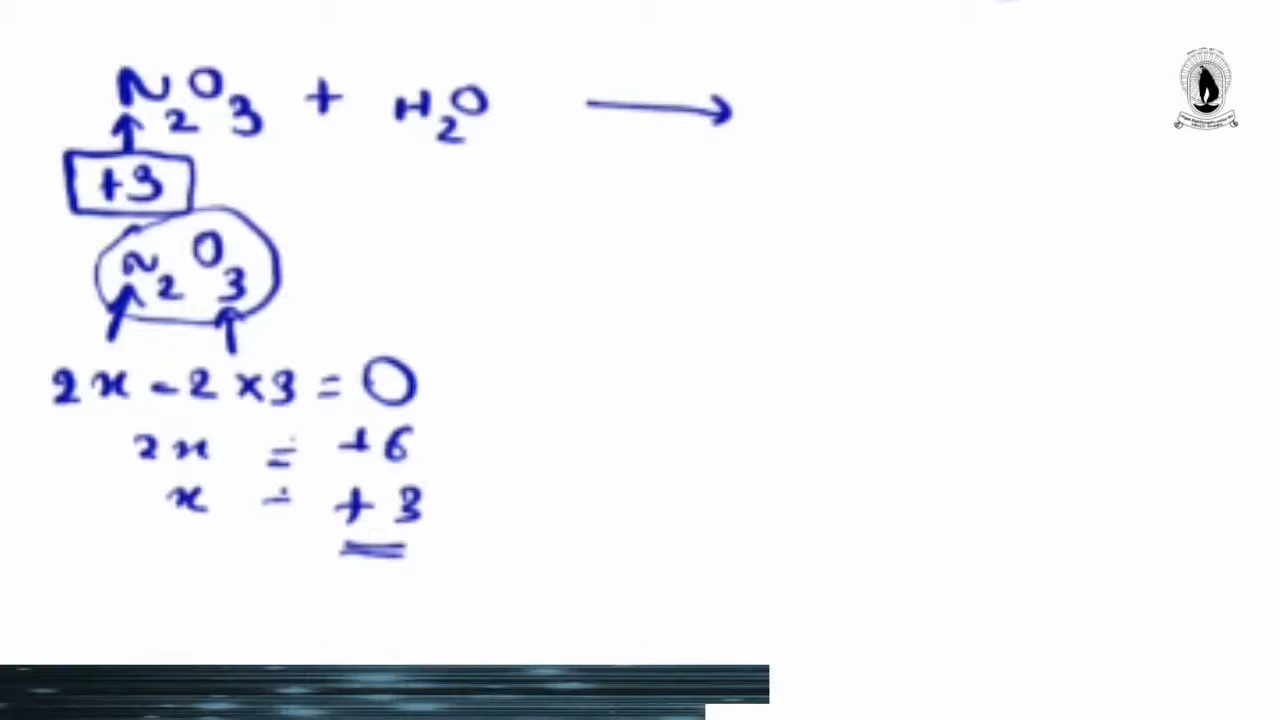 N₂O₃ + H₂O ⟶
+3
N₂O₃
2x - 2 × 3 = 0
2x = +6
x = +3